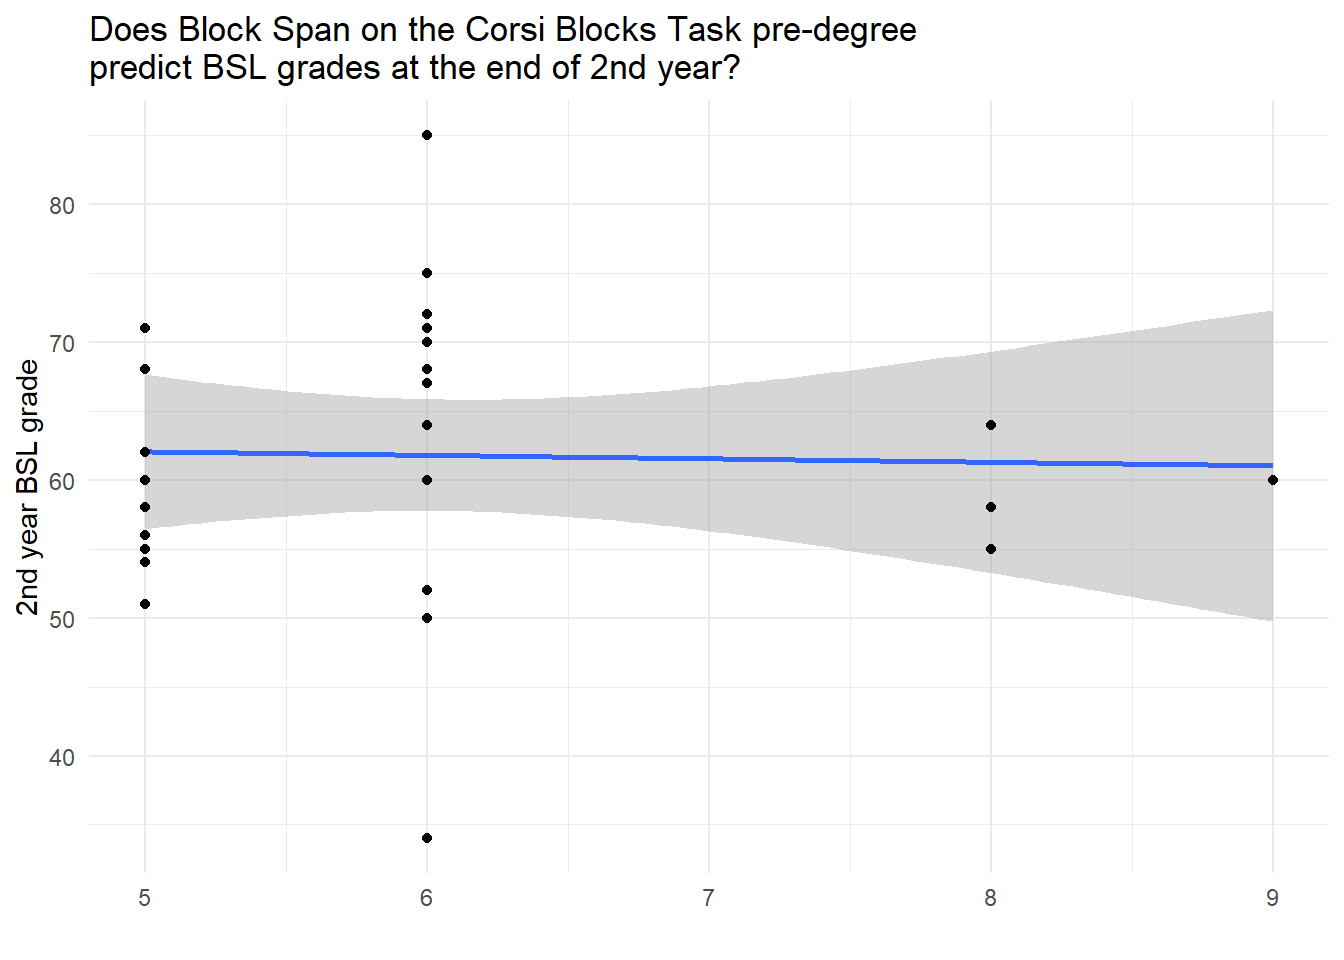 Does Block Span on the Corsi Blocks Task pre-degree
predict BSL grades at the end of 2nd year?
2nd year BSL grade
80
70
60
50
40
5 6 7 8 9